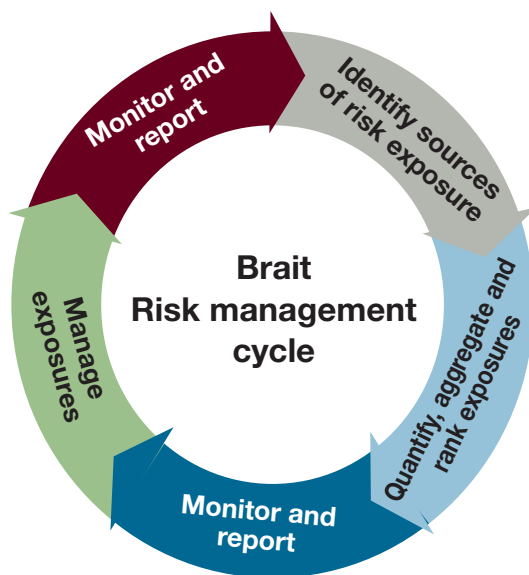 Brait
Risk management
cycle
Identify sources
of risk exposure
Quantify, aggregate and
rank exposures
Monitor and
report
Manage
exposures
Monitor and
report